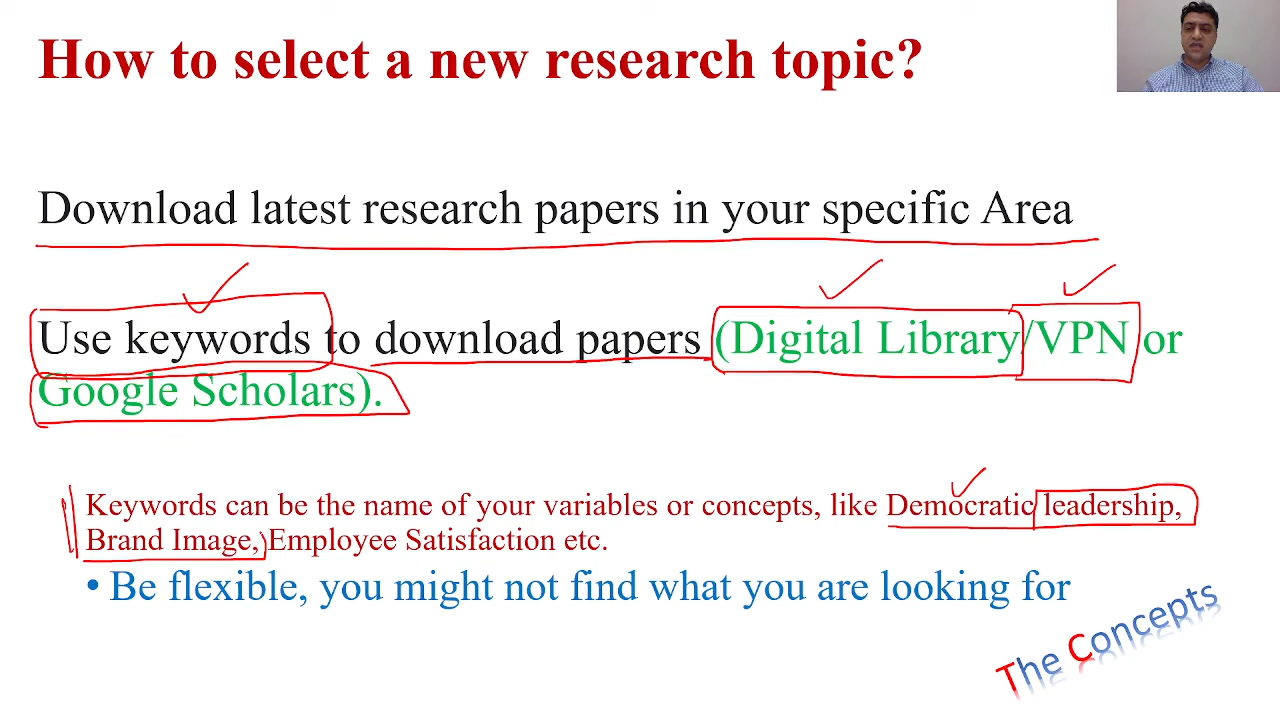 How to select a new research topic?
Download latest research papers in your specific Area
Use keywords to download papers (Digital Library/VPN or
Google Scholars).
Keywords can be the name of your variables or concepts, like Democratic leadership,
Brand Image, Employee Satisfaction etc.
• Be flexible, you might not find what you are looking for
The Concepts